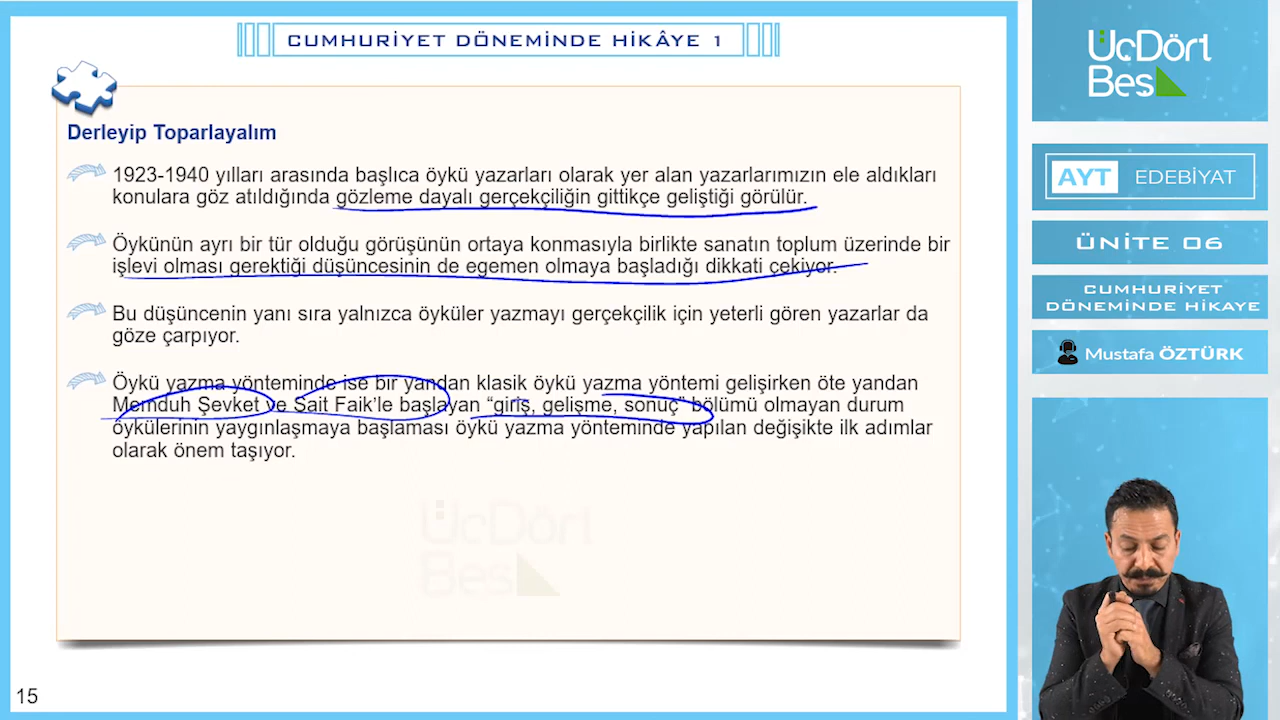 CUMHURİYET DÖNEMİNDE HİKÂYE 1
Derleyip Toparlayalım
1923-1940 yılları arasında başlıca öykü yazarları olarak yer alan yazarlarımızın ele aldıkları
konulara göz atıldığında gözleme dayalı gerçekçiliğin gittikçe geliştiği görülür.
Öykünün ayrı bir tür olduğu görüşünün ortaya konmasıyla birlikte sanatın toplum üzerinde bir
işlevi olması gerektiği düşüncesinin de egemen olmaya başladığı dikkati çekiyor.
Bu düşüncenin yanı sıra yalnızca öyküler yazmayı gerçekçilik için yeterli gören yazarlar da
göze çarpıyor.
Öykü yazma yönteminde ise bir yandan klasik öykü yazma yöntemi gelişirken öte yandan
Memduh Şevket ve Sait Faik’le başlayan “giriş, gelişme, sonuç” bölümü olmayan durum
öykülerinin yaygınlaşmaya başlaması öykü yazma yönteminde yapılan değişikte ilk adımlar
olarak önem taşıyor.
ÜçDört
Beş
15
ÜçDört
Beş
AYT EDEBİYAT
ÜNİTE 06
CUMHURİYET
DÖNEMİNDE HİKAYE
Mustafa ÖZTÜRK